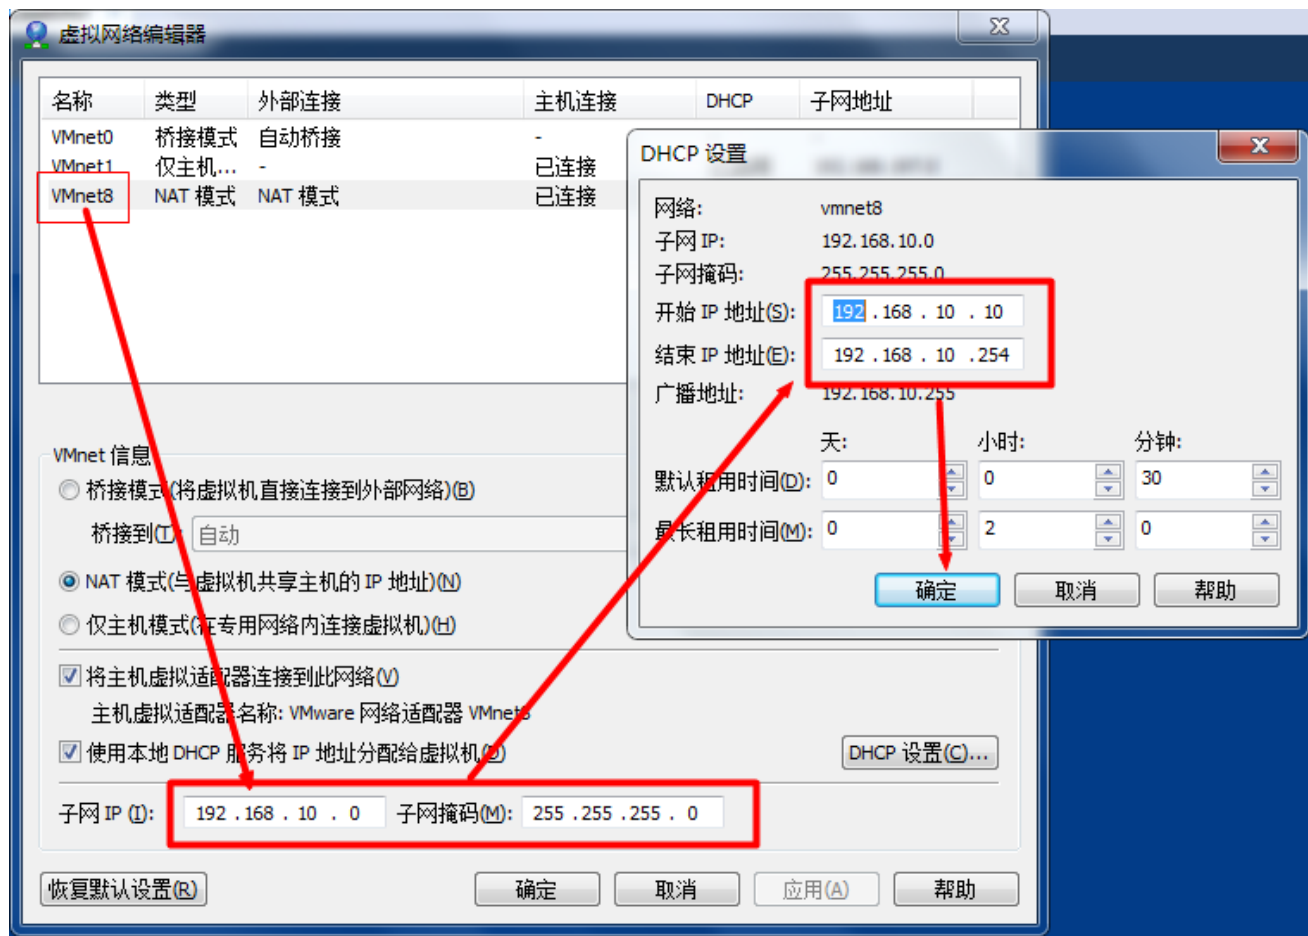 虚拟网络编辑器
名称 类型 外部连接 主机连接 DHCP 子网地址
VMnet0 桥接模式 自动桥接 -
VMnet1 仅主机... - 已连接
VMnet8 NAT 模式 NAT 模式 已连接
VMnet 信息
桥接模式(将虚拟机直接连接到外部网络)(B)
桥接到(T): 自动
NAT 模式(与虚拟机共享主机的 IP 地址)(N)
仅主机模式(在专用网络内连接虚拟机)(H)
将主机虚拟适配器连接到此网络(V)
主机虚拟适配器名称: VMware 网络适配器 VMnet8
使用本地 DHCP 服务将 IP 地址分配给虚拟机(D)
DHCP 设置(C)...
子网 IP (I): 192 . 168 . 10 . 0 子网掩码(M): 255 . 255 . 255 . 0
恢复默认设置(R) 确定 取消 应用(A) 帮助
DHCP 设置
网络: vmnet8
子网 IP: 192.168.10.0
子网掩码: 255.255.255.0
开始 IP 地址(S): 192 . 168 . 10 . 10
结束 IP 地址(E): 192 . 168 . 10 . 254
广播地址: 192.168.10.255
天: 小时: 分钟:
默认租用时间(D): 0 0 30
最长租用时间(M): 0 2 0
确定 取消 帮助